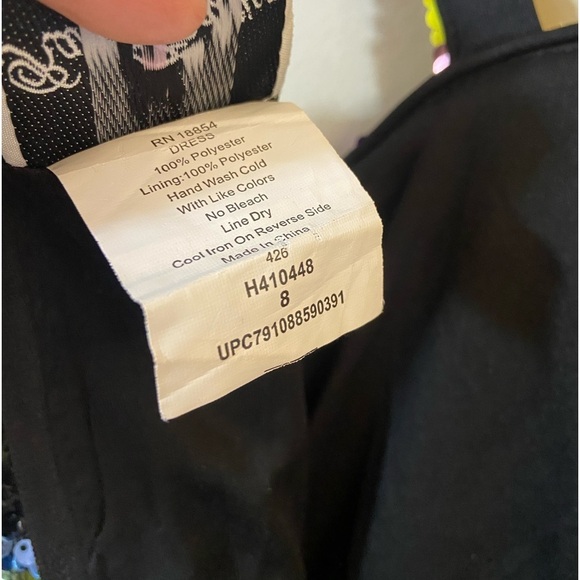 RN 18854
DRESS
100% Polyester
Lining:100% Polyester
Hand Wash Cold
With Like Colors
No Bleach
Line Dry
Cool Iron On Reverse Side
Made In China
426
H410448
8
UPC791088590391